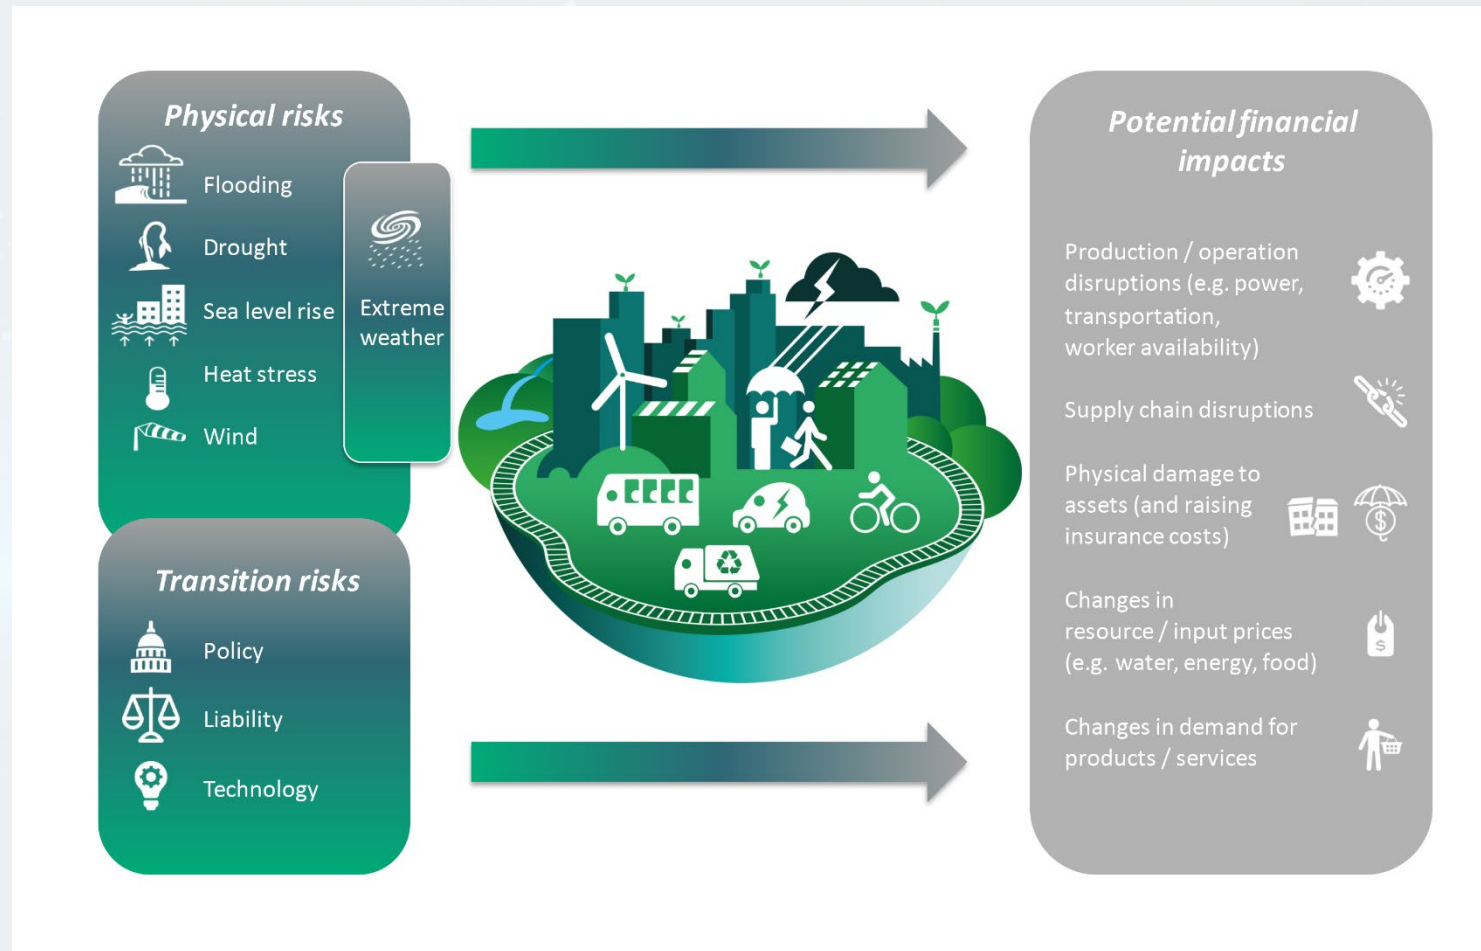 Physical risks
Flooding
Drought
Sea level rise
Heat stress
Wind
Extreme
weather
Transition risks
Policy
Liability
Technology
Potential financial
impacts
Production / operation
disruptions (e.g. power,
transportation,
worker availability)
Supply chain disruptions
Physical damage to
assets (and raising
insurance costs)
$
Changes in
resource / input prices
(e.g. water, energy, food)
$
Changes in demand for
products / services